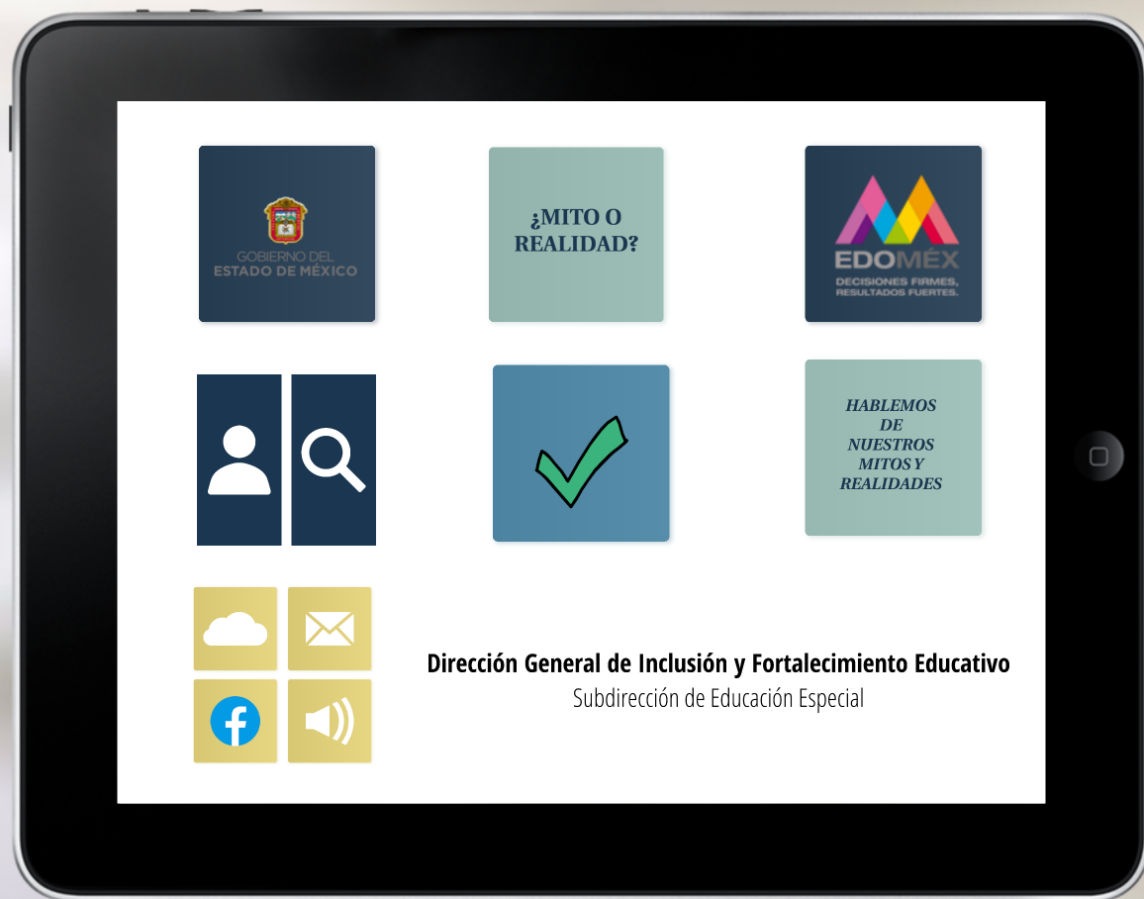 GOBIERNO DEL
ESTADO DE MÉXICO
¿MITO O
REALIDAD?
EDOMÉX
DECISIONES FIRMES,
RESULTADOS FUERTES.
HABLEMOS
DE
NUESTROS
MITOS Y
REALIDADES
Dirección General de Inclusión y Fortalecimiento Educativo
Subdirección de Educación Especial